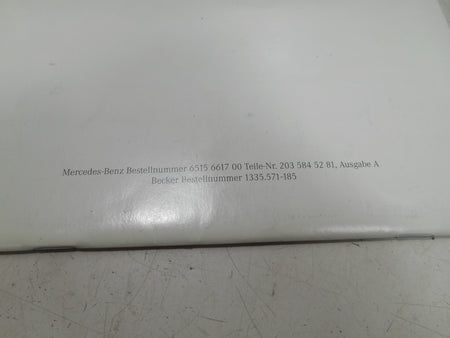 Mercedes-Benz Bestellnummer 6515 6617 00 Teile-Nr. 203 584 52 81, Ausgabe A
Becker Bestellnummer 1335.571-185